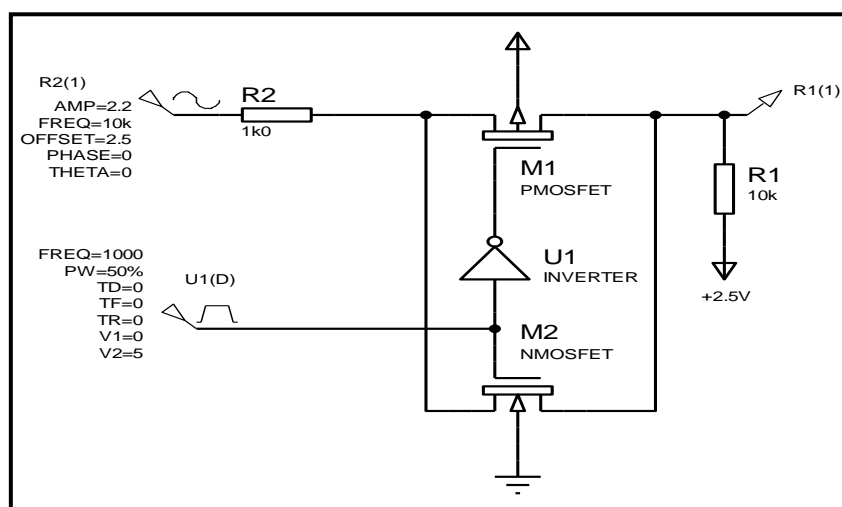 R2(1)
AMP=2.2
FREQ=10k
OFFSET=2.5
PHASE=0
THETA=0
R2
1k0
M1
PMOSFET
R1(1)
R1
10k
+2.5V
U1
INVERTER
FREQ=1000
PW=50%
TD=0
TF=0
TR=0
V1=0
V2=5
U1(D)
M2
NMOSFET